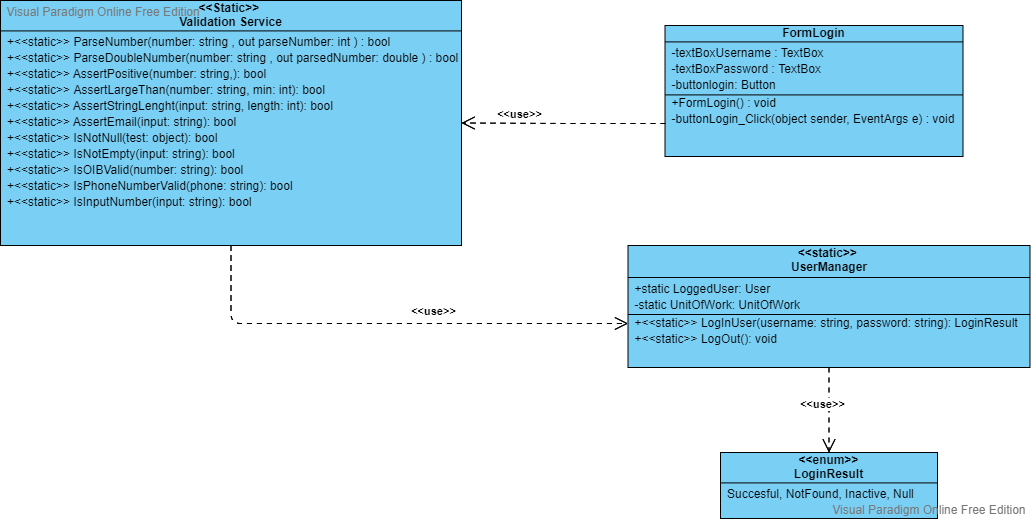 Visual Paradigm Online Free Edition
<<Static>>
Validation Service
+<<static>> ParseNumber(number: string , out parseNumber: int ) : bool
+<<static>> ParseDoubleNumber(number: string , out parsedNumber: double ) : bool
+<<static>> AssertPositive(number: string,): bool
+<<static>> AssertLargeThan(number: string, min: int): bool
+<<static>> AssertStringLenght(input: string, length: int): bool
+<<static>> AssertEmail(input: string): bool
+<<static>> IsNotNull(test: object): bool
+<<static>> IsNotEmpty(input: string): bool
+<<static>> IsOIBValid(number: string): bool
+<<static>> IsPhoneNumberValid(phone: string): bool
+<<static>> IsInputNumber(input: string): bool
<<use>>
FormLogin
-textBoxUsername : TextBox
-textBoxPassword : TextBox
-buttonlogin: Button
+FormLogin() : void
-buttonLogin_Click(object sender, EventArgs e) : void
<<use>>
<<static>>
UserManager
+static LoggedUser: User
-static UnitOfWork: UnitOfWork
+<<static>> LogInUser(username: string, password: string): LoginResult
+<<static>> LogOut(): void
<<use>>
<<enum>>
LoginResult
Succesful, NotFound, Inactive, Null
Visual Paradigm Online Free Edition